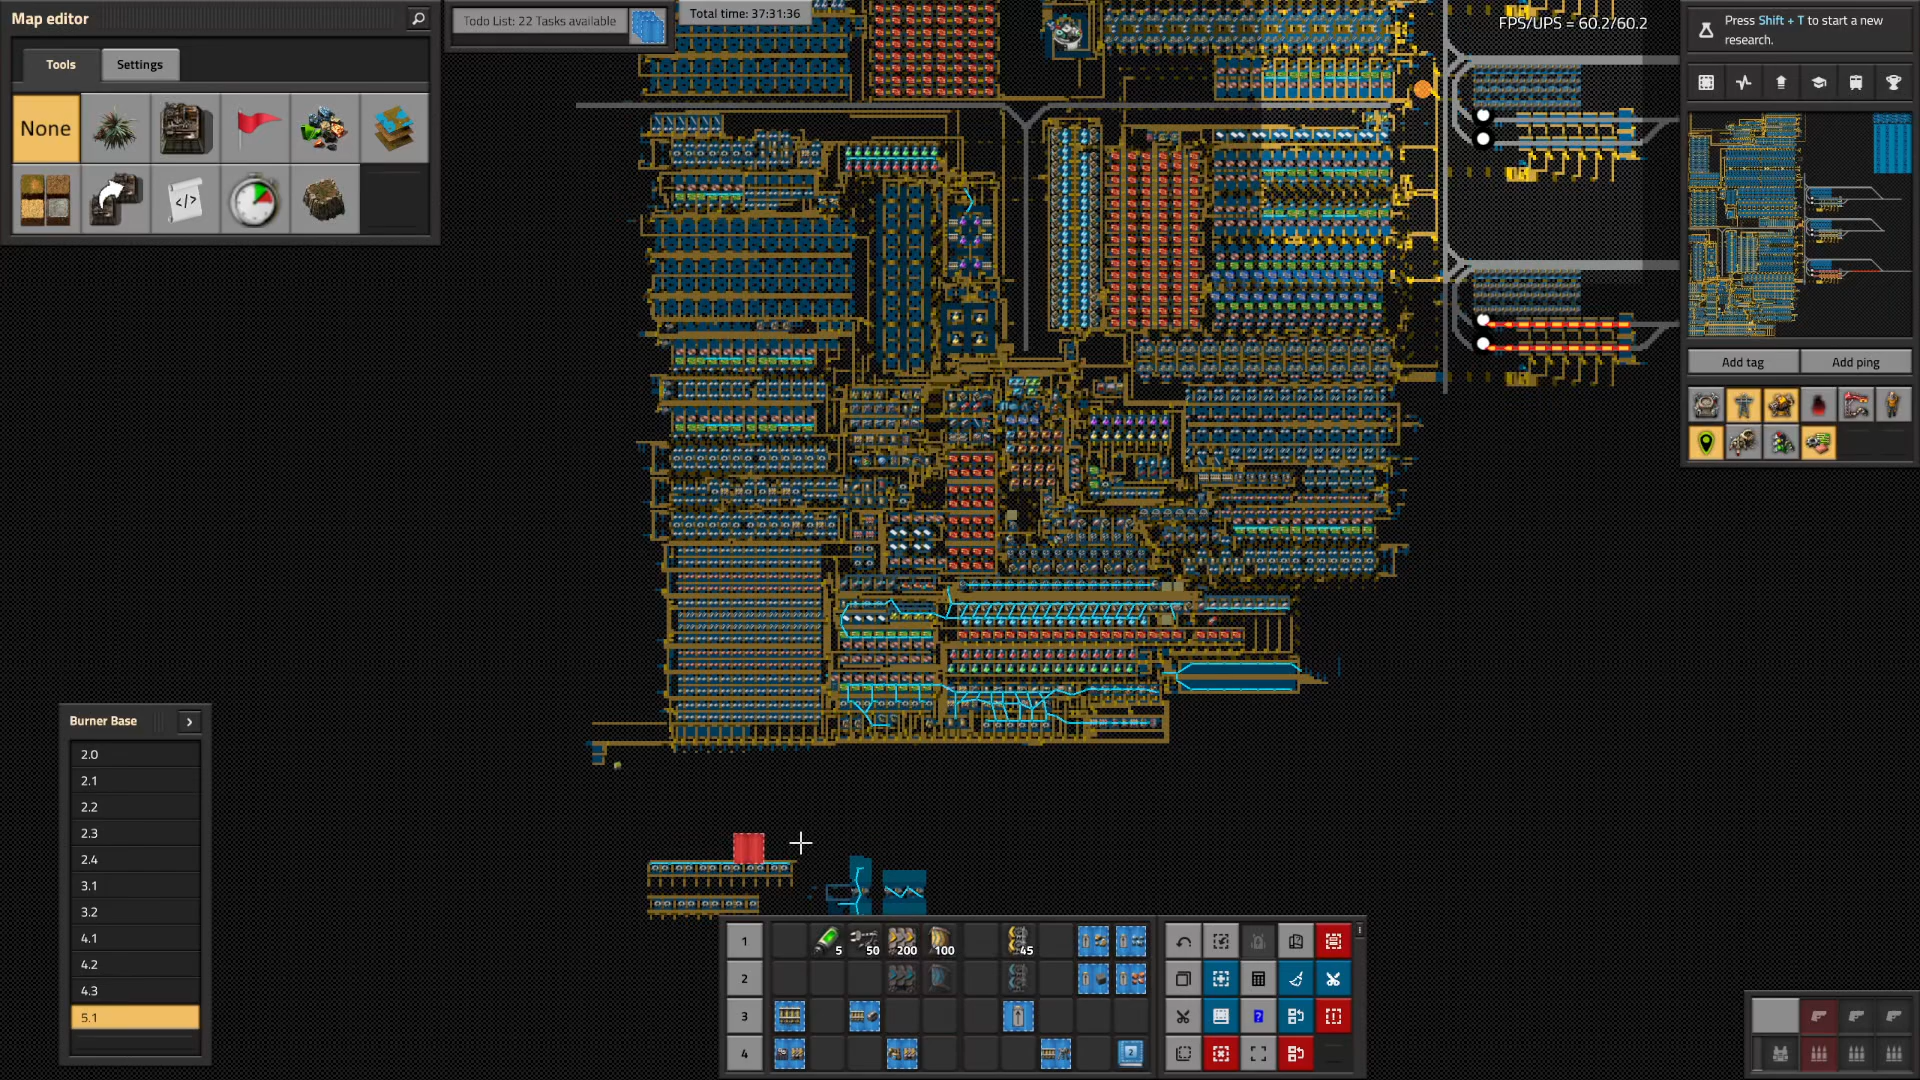 Map editor
Tools
Settings
None
</>
Todo List: 22 Tasks available
Total time: 37:31:36
FPS/UPS = 60.2/60.2
Press Shift + T to start a new
research.
Add tag
Add ping
Burner Base
2.0
2.1
2.2
2.3
2.4
3.1
3.2
4.1
4.2
4.3
5.1
1
5
50
200
100
45
2
3
?
4
2